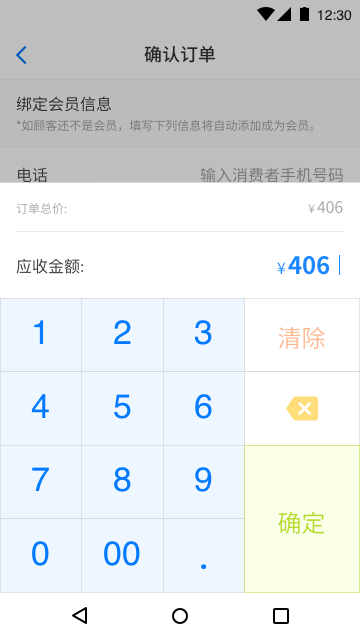 12:30
确认订单
绑定会员信息
*如顾客还不是会员，填写下列信息将自动添加成为会员。
电话 输入消费者手机号码
订单总价: ¥406
应收金额: ¥406
1 2 3 清除
4 5 6
7 8 9
确定
0 00 .